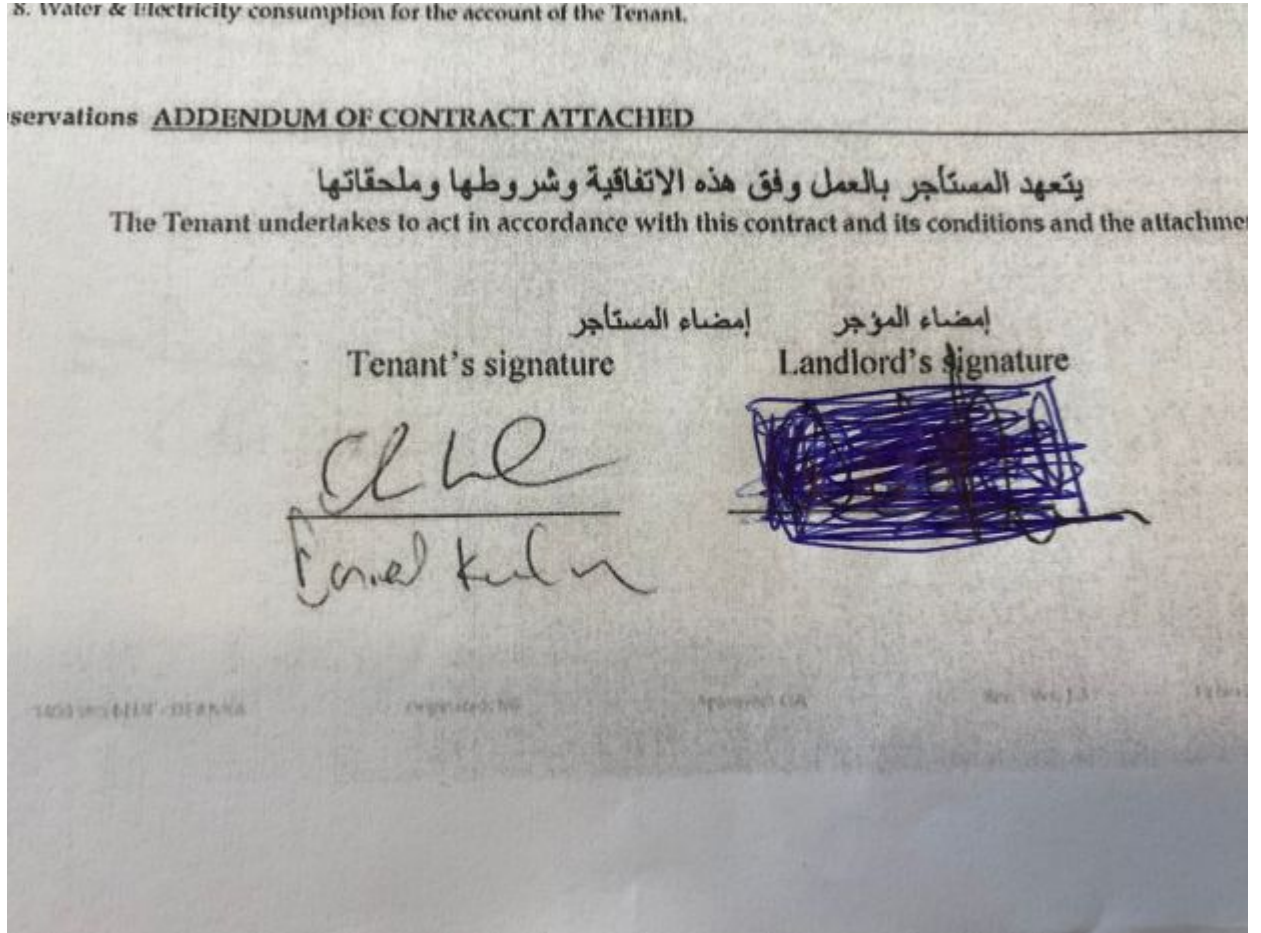 8. Water & Electricity consumption for the account of the Tenant.
servations ADDENDUM OF CONTRACT ATTACHED
يتعهد المستأجر بالعمل وفق هذه الاتفاقية وشروطها وملحقاتها
The Tenant undertakes to act in accordance with this contract and its conditions and the attachme
إمضاء المستأجر إمضاء المؤجر
Tenant's signature Landlord's signature